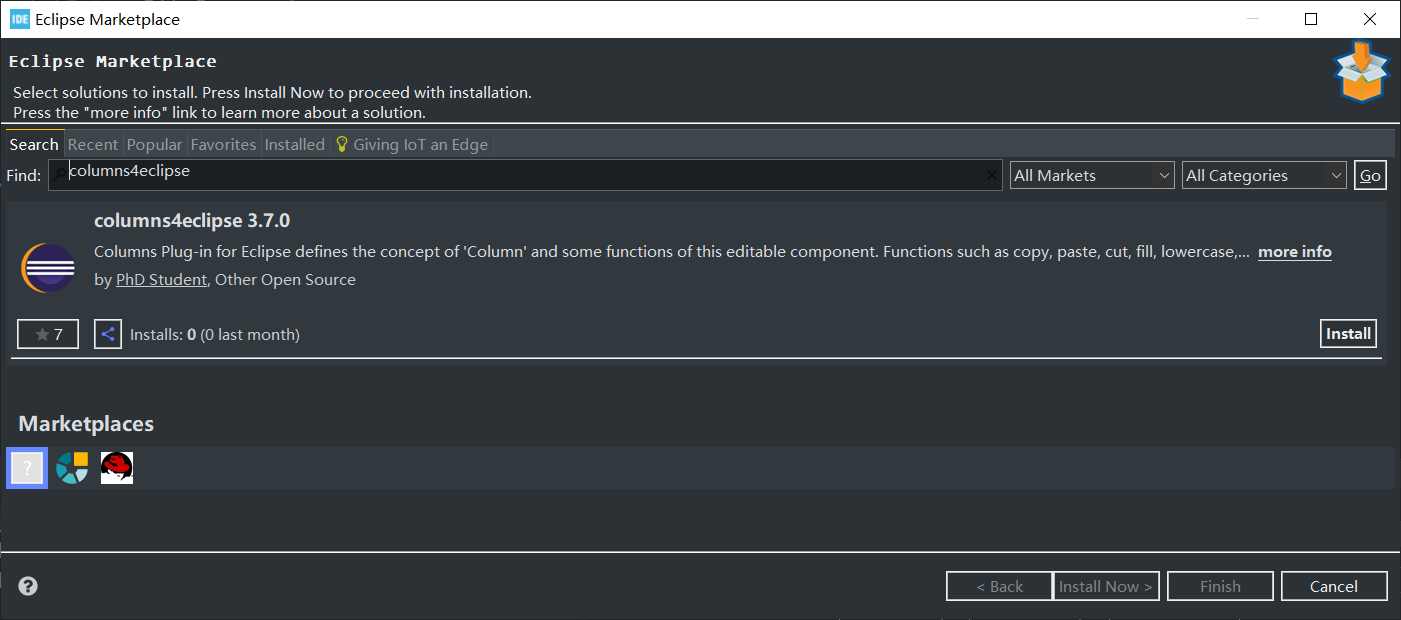 Eclipse Marketplace
Eclipse Marketplace
Select solutions to install. Press Install Now to proceed with installation.
Press the "more info" link to learn more about a solution.
Search Recent Popular Favorites Installed Giving IoT an Edge
Find: columns4eclipse All Markets All Categories Go
columns4eclipse 3.7.0
Columns Plug-in for Eclipse defines the concept of 'Column' and some functions of this editable component. Functions such as copy, paste, cut, fill, lowercase,... more info
by PhD Student, Other Open Source
7 Installs: 0 (0 last month) Install
Marketplaces
?
? < Back Install Now > Finish Cancel